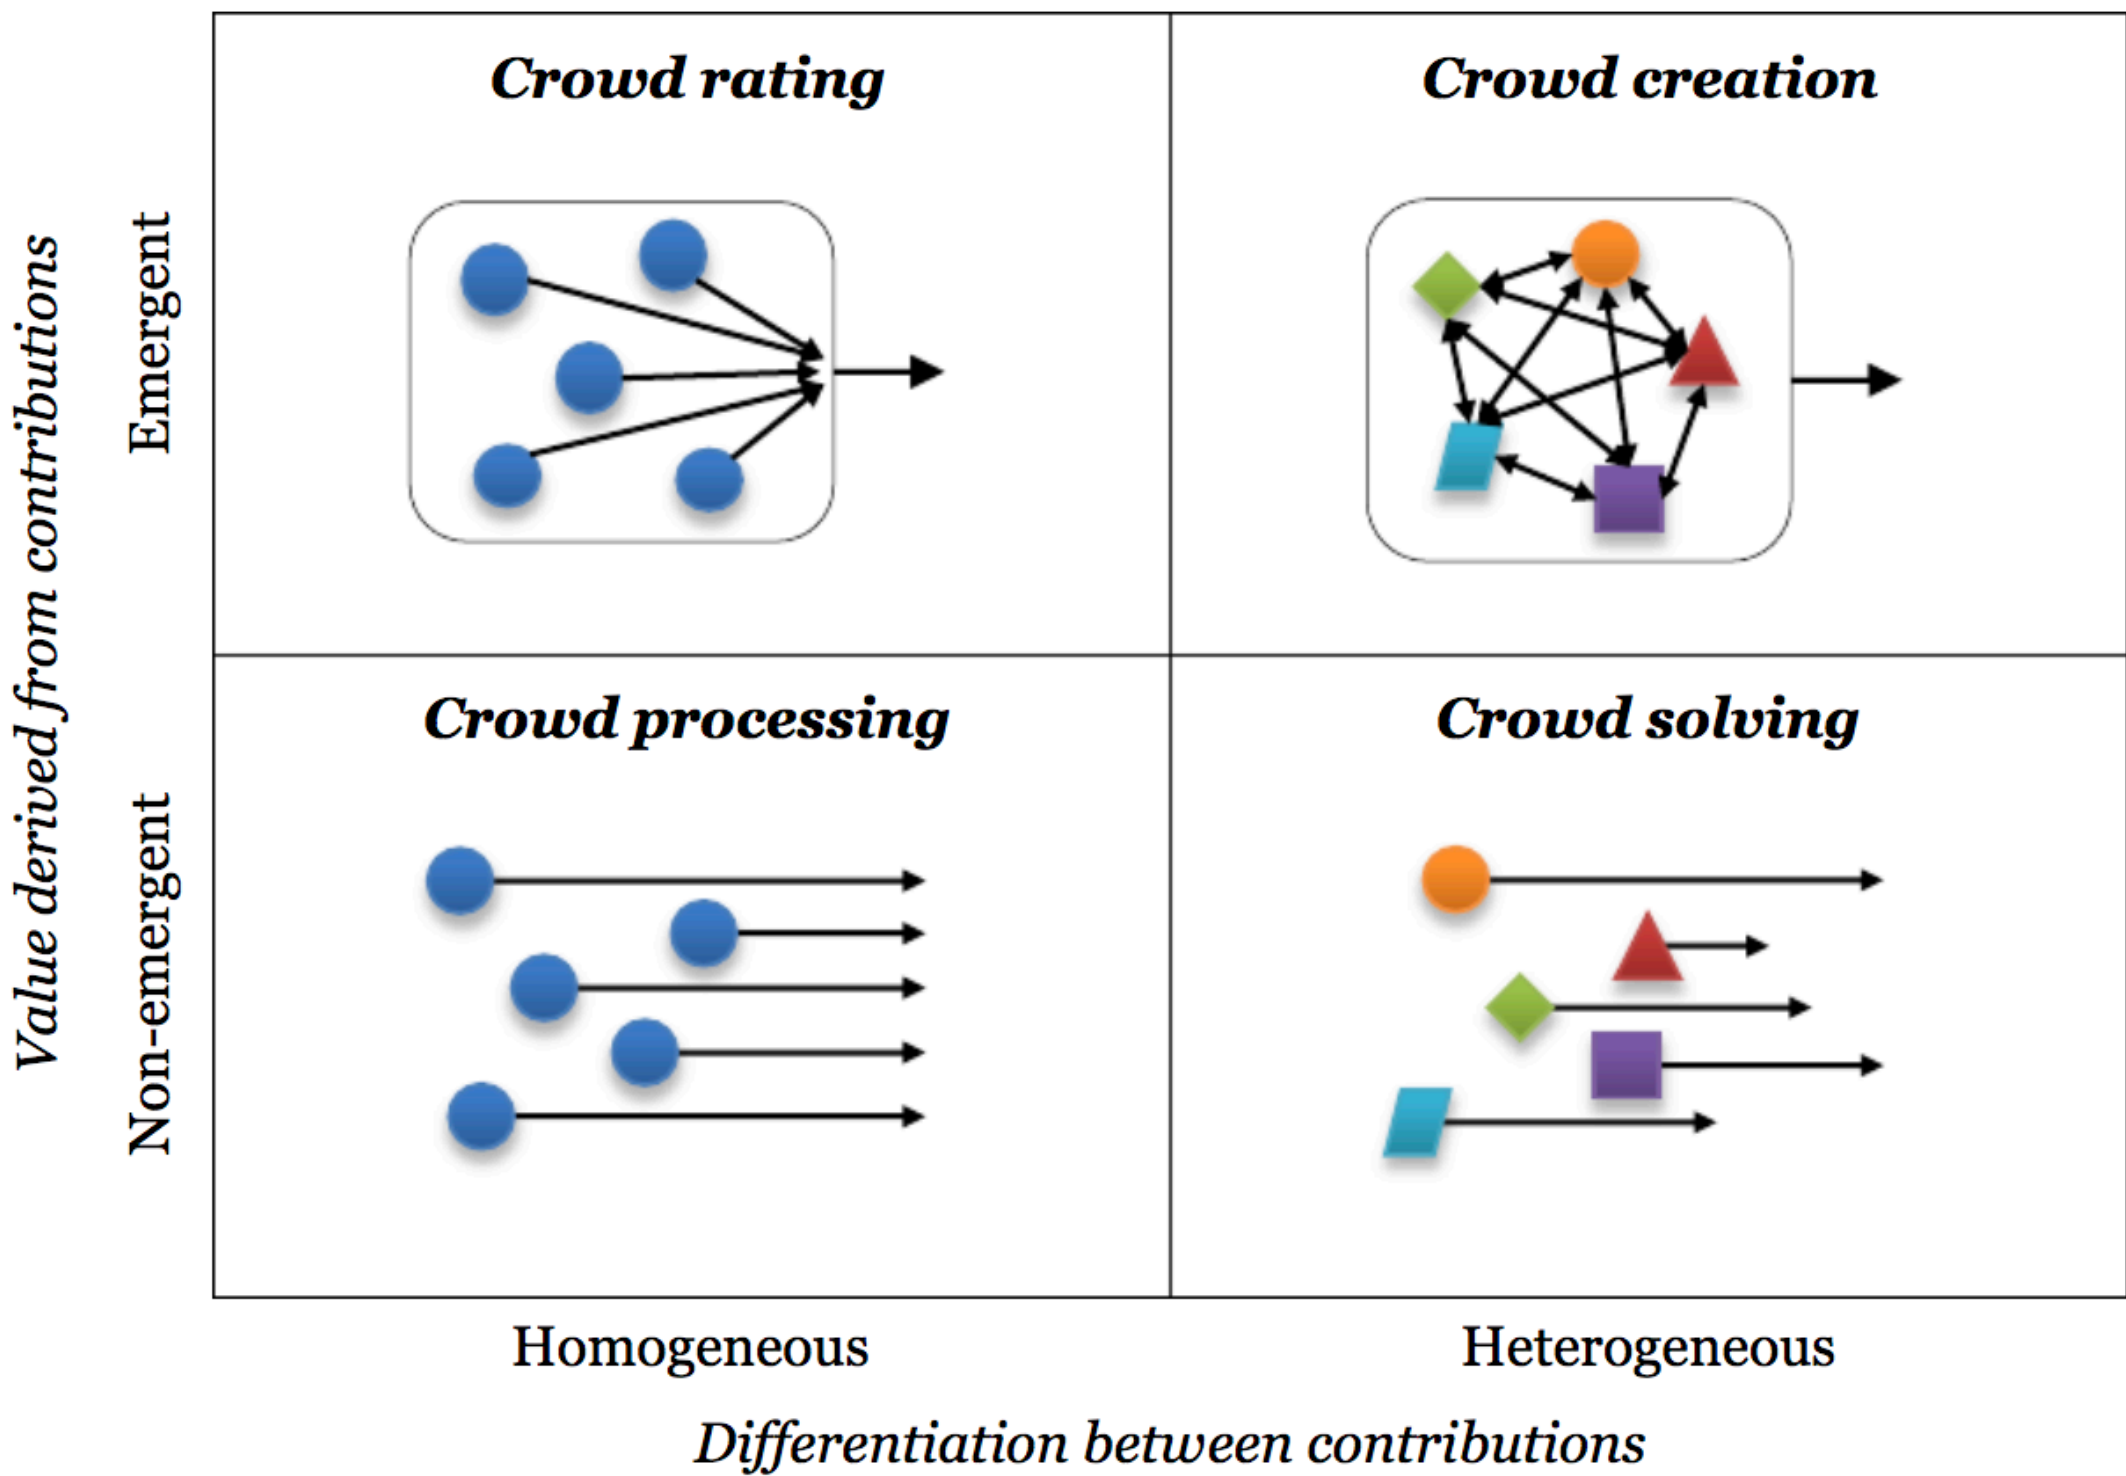 Crowd rating
Crowd creation
Value derived from contributions
Emergent
Crowd processing
Crowd solving
Non-emergent
Homogeneous
Heterogeneous
Differentiation between contributions